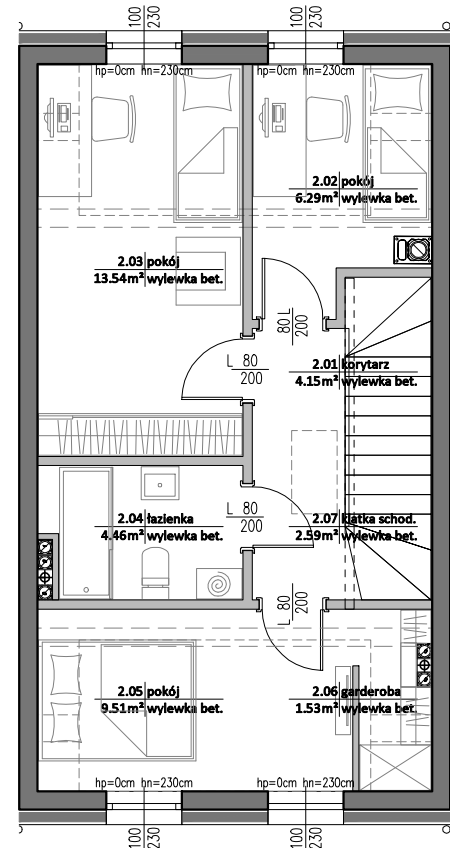 100
230
100
230
hp=0cm hn=230cm
hp=0cm hn=230cm
2.02 pokój
6.29m² wylewka bet.
2.03 pokój
13.54m² wylewka bet.
80 L
200
L 80
200
2.01 korytarz
4.15m² wylewka bet.
L 80
200
2.04 łazienka
4.46m² wylewka bet.
2.07 klatka schod.
2.59m² wylewka bet.
L 80
200
2.05 pokój
9.51m² wylewka bet.
2.06 garderoba
1.53m² wylewka bet.
hp=0cm hn=230cm
hp=0cm hn=230cm
100
230
100
230